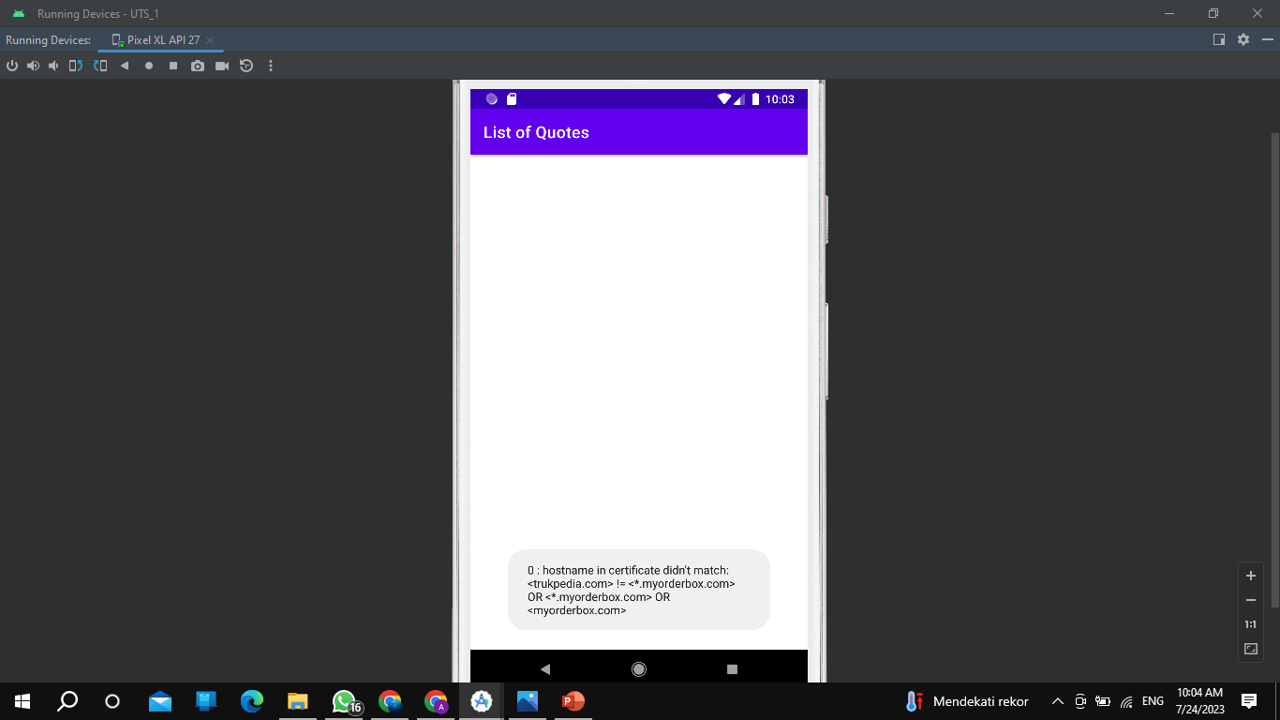 Running Devices - UTS_1
Running Devices:
Pixel XL API 27
10:03
List of Quotes
0 : hostname in certificate didn't match:
<trukpedia.com> != <*.myorderbox.com>
OR <*.myorderbox.com> OR
<myorderbox.com>
1:1
16
A
Mendekati rekor
ENG
10:04 AM
7/24/2023